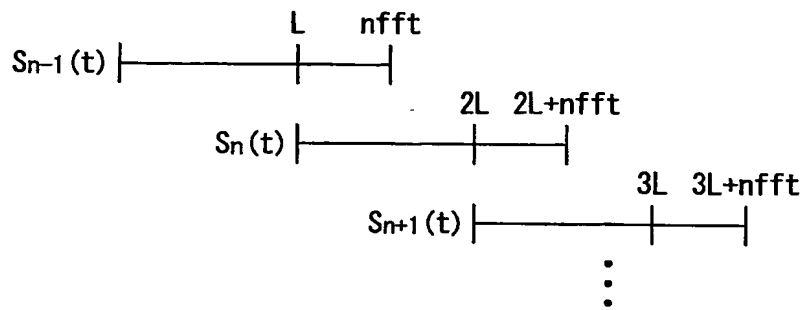 L nfft
Sn-1(t)
2L 2L+nfft
Sn(t)
3L 3L+nfft
Sn+1(t)